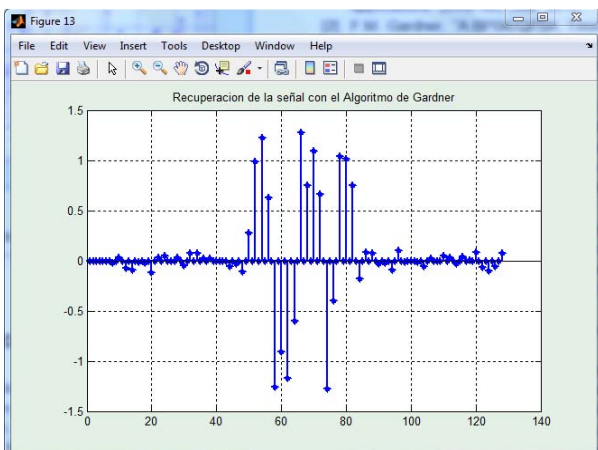 [2] F.M. Gardner,
Figure 13
File Edit View Insert Tools Desktop Window Help
Recuperacion de la señal con el Algoritmo de Gardner
1.5
1
0.5
0
-0.5
-1
-1.5
0 20 40 60 80 100 120 140